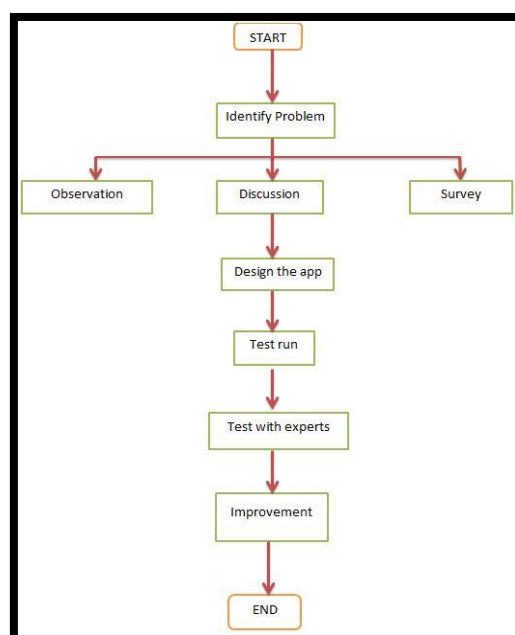 START
Identify Problem
Observation
Discussion
Survey
Design the app
Test run
Test with experts
Improvement
END